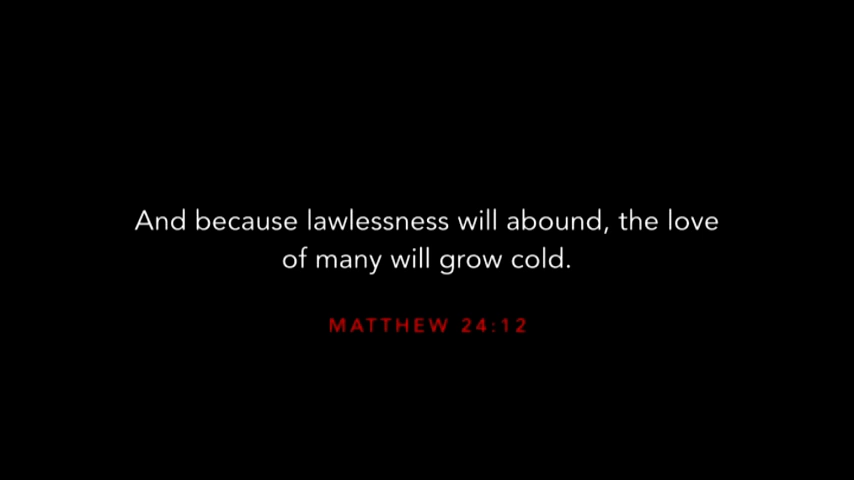 And because lawlessness will abound, the love
of many will grow cold.
MATTHEW 24:12